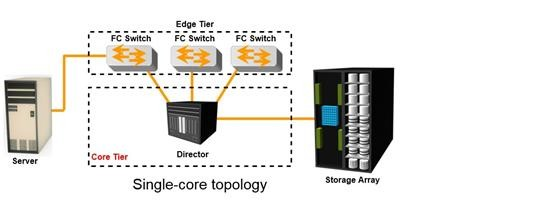 Edge Tier
FC Switch FC Switch FC Switch
Server
Core Tier
Director
Storage Array
Single-core topology